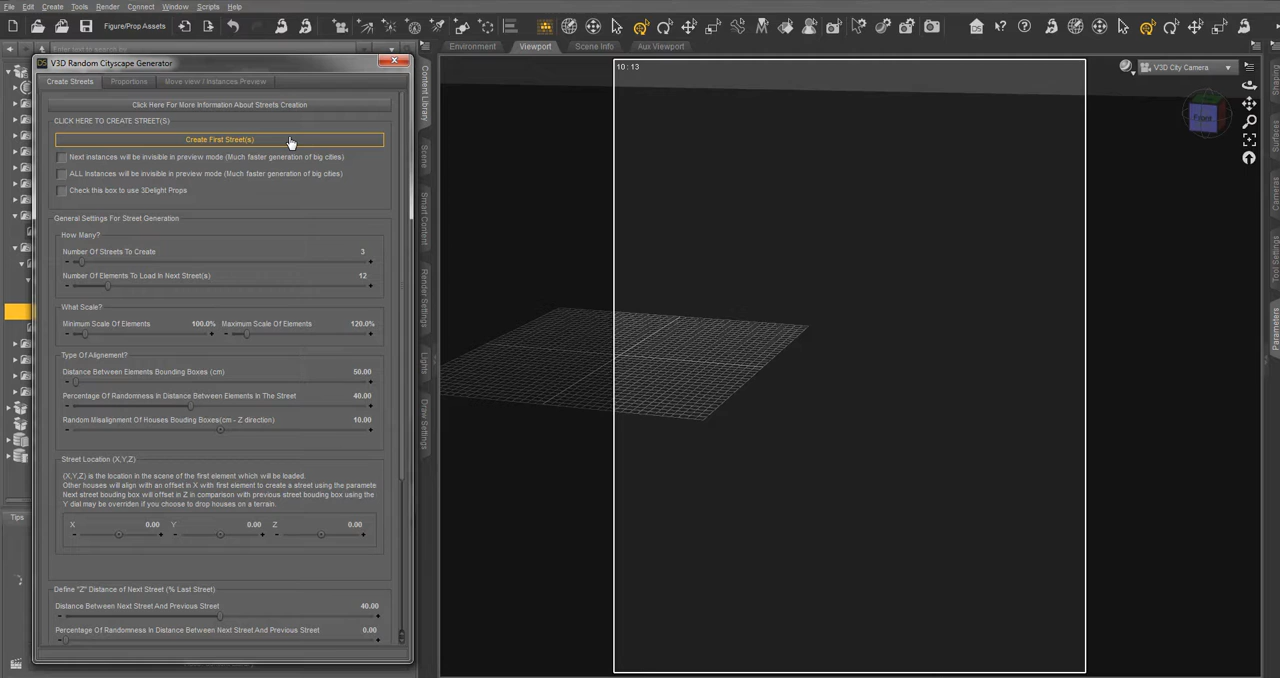 File Edit Create Tools Render Connect Window Scripts Help
Figure/Prop Assets
Enter text to search by
Environment Viewport Scene Info Aux Viewport
V3D Random Cityscape Generator
Create Streets Proportions Move view / Instances Preview
10 : 13
V3D City Camera
Front
Click Here For More Information About Streets Creation
CLICK HERE TO CREATE STREET(S)
Create First Street(s)
Next instances will be invisible in preview mode (Much faster generation of big cities)
ALL Instances will be invisible in preview mode (Much faster generation of big cities)
Check this box to use 3Delight Props
General Settings For Street Generation
How Many?
Number Of Streets To Create 3
Number Of Elements To Load In Next Street(s) 12
What Scale?
Minimum Scale Of Elements 100.0% Maximum Scale Of Elements 120.0%
Type Of Alignment?
Distance Between Elements Bounding Boxes (cm) 50.00
Percentage Of Randomness In Distance Between Elements In The Street 40.00
Random Misalignment Of Houses Bouding Boxes(cm - Z direction) 10.00
Street Location (X,Y,Z)
(X,Y,Z) is the location in the scene of the first element which will be loaded.
Other houses will align with an offset in X with first element to create a street using the paramete
Next street bouding box will offset in Z in comparison with previous street bouding box using the
Y dial may be overriden if you choose to drop houses on a terrain.
X 0.00 Y 0.00 Z 0.00
Define "Z" Distance of Next Street (% Last Street)
Distance Between Next Street And Previous Street 40.00
Percentage Of Randomness In Distance Between Next Street And Previous Street 0.00
Tips
Content Library
Scene
Smart Content
Render Settings
Lights
Draw Settings
Shaping
Surfaces
Cameras
Tool Settings
Parameters